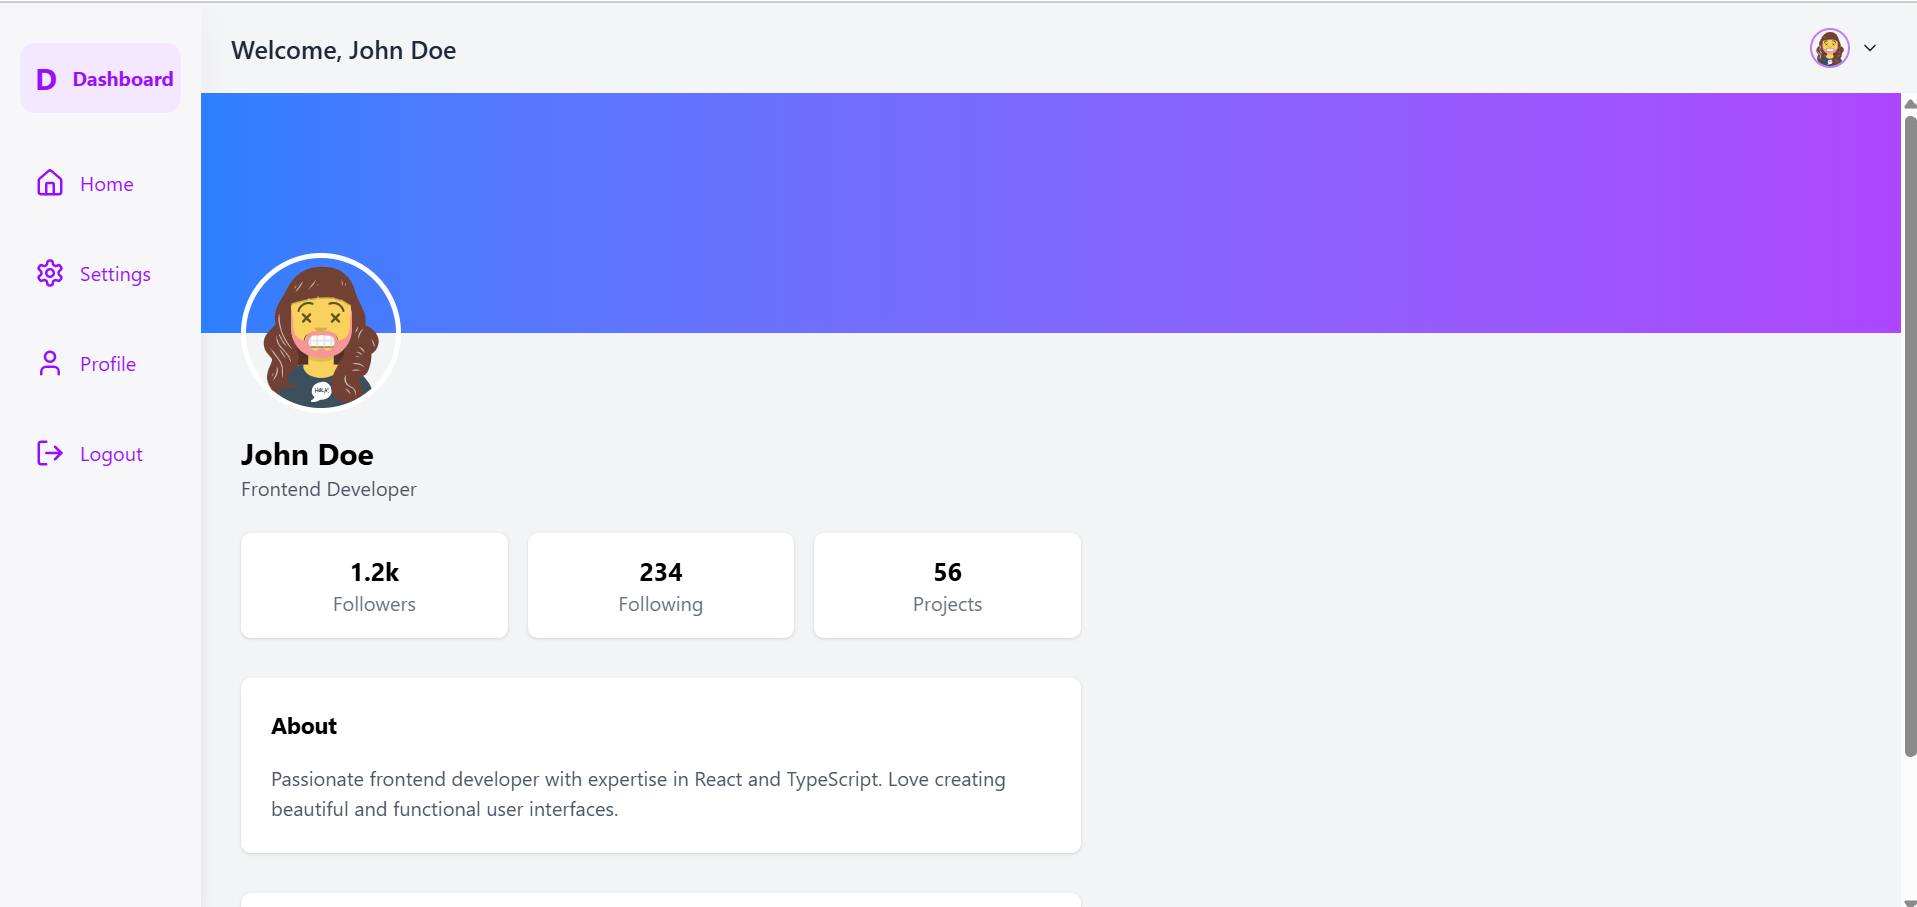 D Dashboard
Home
Settings
Profile
Logout
Welcome, John Doe
John Doe
Frontend Developer
1.2k
Followers
234
Following
56
Projects
About
Passionate frontend developer with expertise in React and TypeScript. Love creating
beautiful and functional user interfaces.